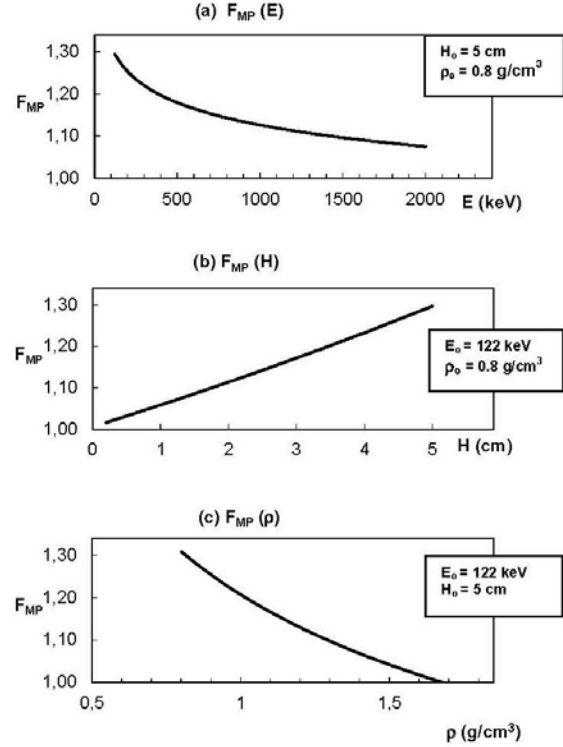 (a) F_MP (E)
1,30
1,20
1,10
1,00
F_MP
0 500 1000 1500 2000 E (keV)
H_o = 5 cm
ρ_o = 0.8 g/cm³
(b) F_MP (H)
1,30
1,20
1,10
1,00
F_MP
0 1 2 3 4 5 H (cm)
E_o = 122 keV
ρ_o = 0.8 g/cm³
(c) F_MP (ρ)
1,30
1,20
1,10
1,00
F_MP
0,5 1 1,5
ρ (g/cm³)
E_o = 122 keV
H_o = 5 cm